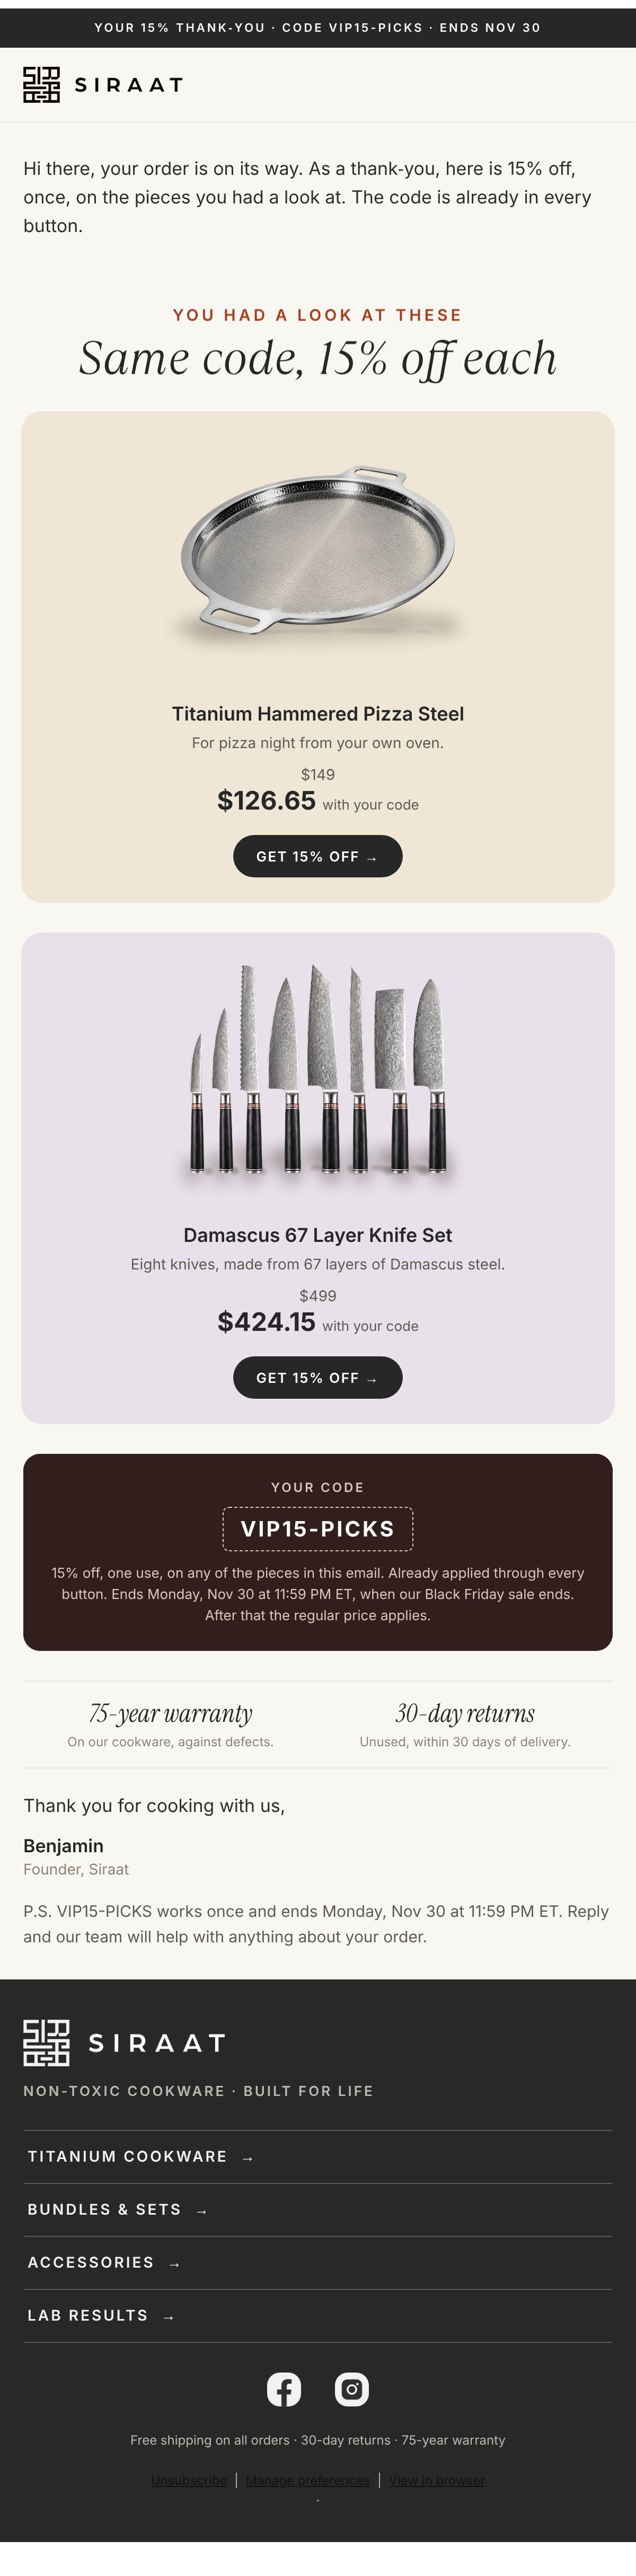 YOUR 15% THANK-YOU · CODE VIP15-PICKS · ENDS NOV 30
SIRAAT
Hi there, your order is on its way. As a thank-you, here is 15% off,
once, on the pieces you had a look at. The code is already in every
button.
YOU HAD A LOOK AT THESE
Same code, 15% off each
Titanium Hammered Pizza Steel
For pizza night from your own oven.
$149
$126.65 with your code
GET 15% OFF →
Damascus 67 Layer Knife Set
Eight knives, made from 67 layers of Damascus steel.
$499
$424.15 with your code
GET 15% OFF →
YOUR CODE
VIP15-PICKS
15% off, one use, on any of the pieces in this email. Already applied through every
button. Ends Monday, Nov 30 at 11:59 PM ET, when our Black Friday sale ends.
After that the regular price applies.
75-year warranty
On our cookware, against defects.
30-day returns
Unused, within 30 days of delivery.
Thank you for cooking with us,
Benjamin
Founder, Siraat
P.S. VIP15-PICKS works once and ends Monday, Nov 30 at 11:59 PM ET. Reply
and our team will help with anything about your order.
SIRAAT
NON-TOXIC COOKWARE · BUILT FOR LIFE
TITANIUM COOKWARE →
BUNDLES & SETS →
ACCESSORIES →
LAB RESULTS →
Free shipping on all orders · 30-day returns · 75-year warranty
Unsubscribe | Manage preferences | View in browser
.